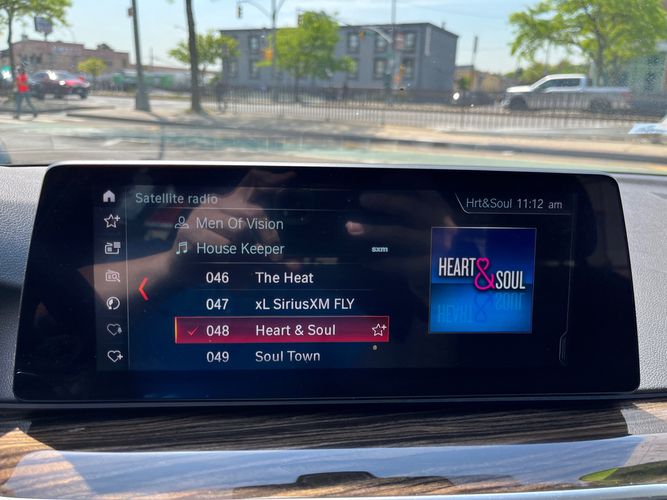 Satellite radio
Hrt&Soul 11:12 am
Men Of Vision
House Keeper
sxm
046 The Heat
047 xL SiriusXM FLY
048 Heart & Soul
049 Soul Town
HEART & SOUL